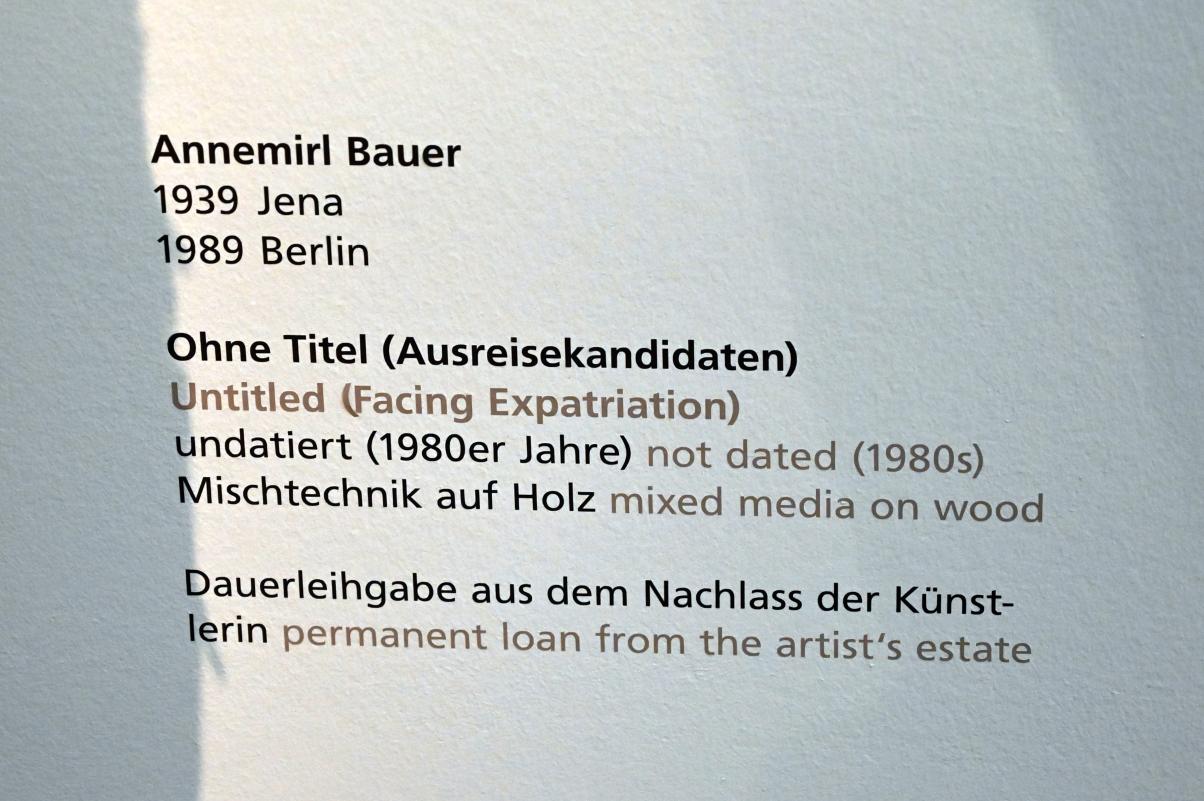 Annemirl Bauer
1939 Jena
1989 Berlin
Ohne Titel (Ausreisekandidaten)
Untitled (Facing Expatriation)
undatiert (1980er Jahre) not dated (1980s)
Mischtechnik auf Holz mixed media on wood
Dauerleihgabe aus dem Nachlass der Künst-
lerin permanent loan from the artist‘s estate